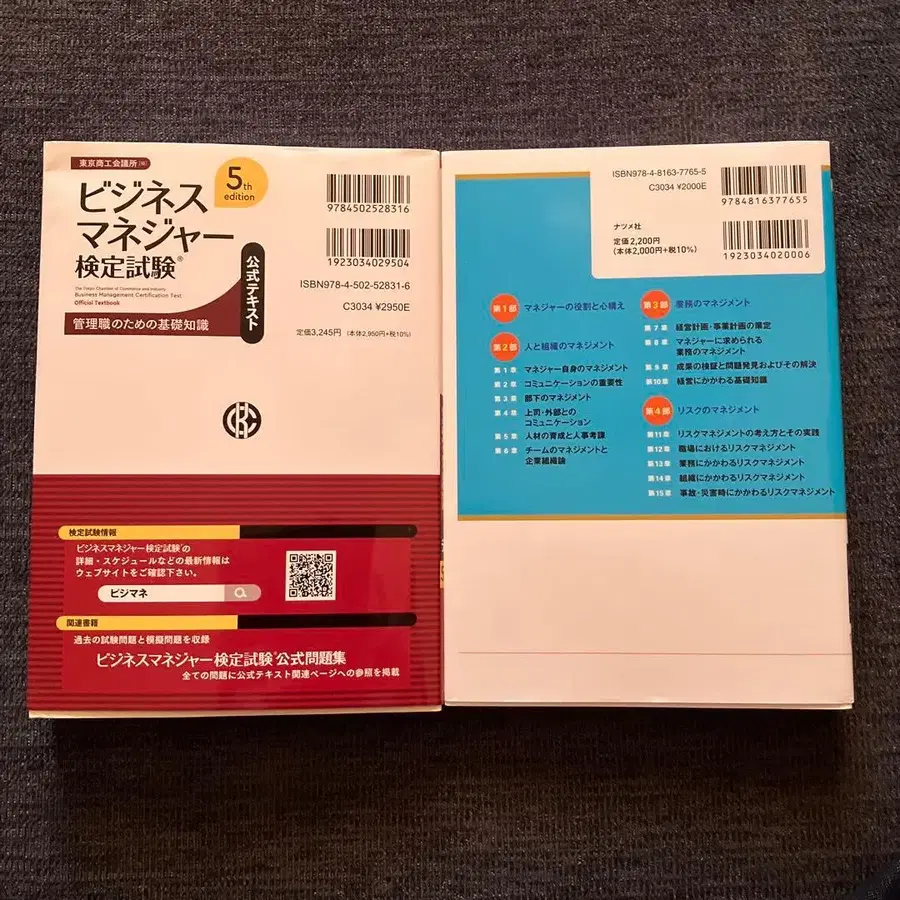 東京商工会議所[編]
ビジネス
マネジャー
検定試験®
The Tokyo Chamber of Commerce and Industry
Business Management Certification Test
Official Textbook
管理職のための基礎知識
5th
edition
公式テキスト
9784502528316
1923034029504
ISBN978-4-502-52831-6
C3034 ¥2950E
定価3,245円 (本体2,950円+税10%)
検定試験情報
ビジネスマネジャー検定試験®の
詳細・スケジュールなどの最新情報は
ウェブサイトをご確認下さい。
ビジマネ
関連書籍
過去の試験問題と模擬問題を収録
ビジネスマネジャー検定試験®公式問題集
全ての問題に公式テキスト関連ページへの参照を掲載
ISBN978-4-8163-7765-5
C3034 ¥2000E
9784816377655
ナツメ社
定価2,200円
(本体2,000円+税10%)
1923034020006
第1部 マネジャーの役割と心構え
第2部 人と組織のマネジメント
第1章 マネジャー自身のマネジメント
第2章 コミュニケーションの重要性
第3章 部下のマネジメント
第4章 上司・外部との
コミュニケーション
第5章 人材の育成と人事考課
第6章 チームのマネジメントと
企業組織論
第3部 業務のマネジメント
第7章 経営計画・事業計画の策定
第8章 マネジャーに求められる
業務のマネジメント
第9章 成果の検証と問題発見およびその解決
第10章 経営にかかわる基礎知識
第4部 リスクのマネジメント
第11章 リスクマネジメントの考え方とその実践
第12章 職場におけるリスクマネジメント
第13章 業務にかかわるリスクマネジメント
第14章 組織にかかわるリスクマネジメント
第15章 事故・災害時にかかわるリスクマネジメント